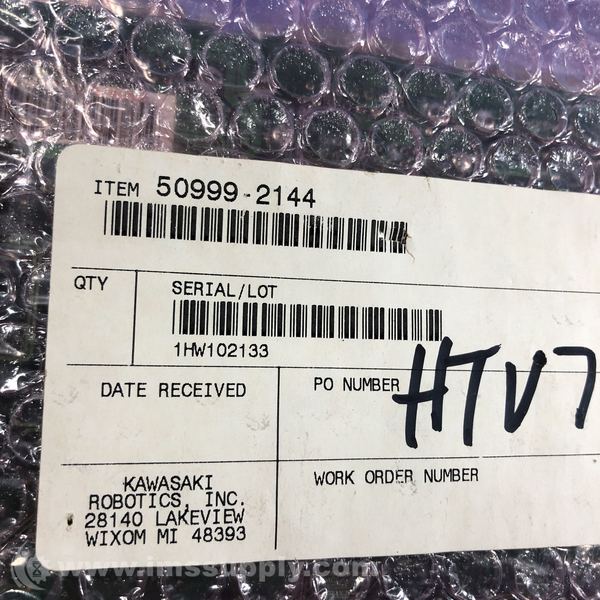 ITEM 50999-2144
QTY
SERIAL/LOT
1HW102133
DATE RECEIVED
PO NUMBER HTV7
KAWASAKI
ROBOTICS, INC.
28140 LAKEVIEW
WIXOM MI 48393
WORK ORDER NUMBER
www.imssupply.com